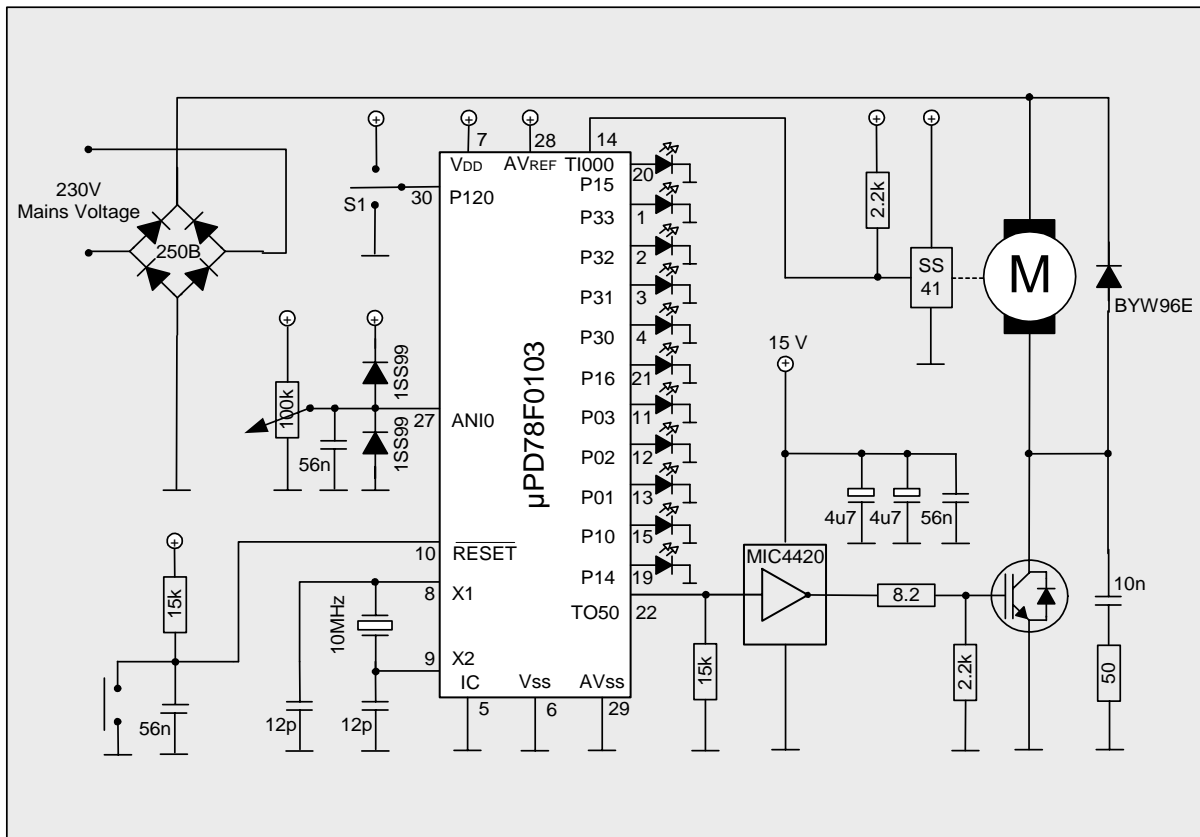 7
28
14
VDD
AVREF
TI000
230V
Mains Voltage
250B
S1
30
P120
20
P15
P33
1
P32
2
P31
3
P30
4
P16
21
P03
11
P02
12
P01
13
P10
15
P14
19
TO50
22
2.2k
SS
41
M
BYW96E
100k
56n
1SS99
1SS99
27
ANI0
µPD78F0103
15 V
4u7
4u7
56n
MIC4420
8.2
2.2k
15k
10n
50
10
RESET
8
X1
9
X2
10MHz
15k
56n
12p
12p
IC
Vss
AVss
5
6
29